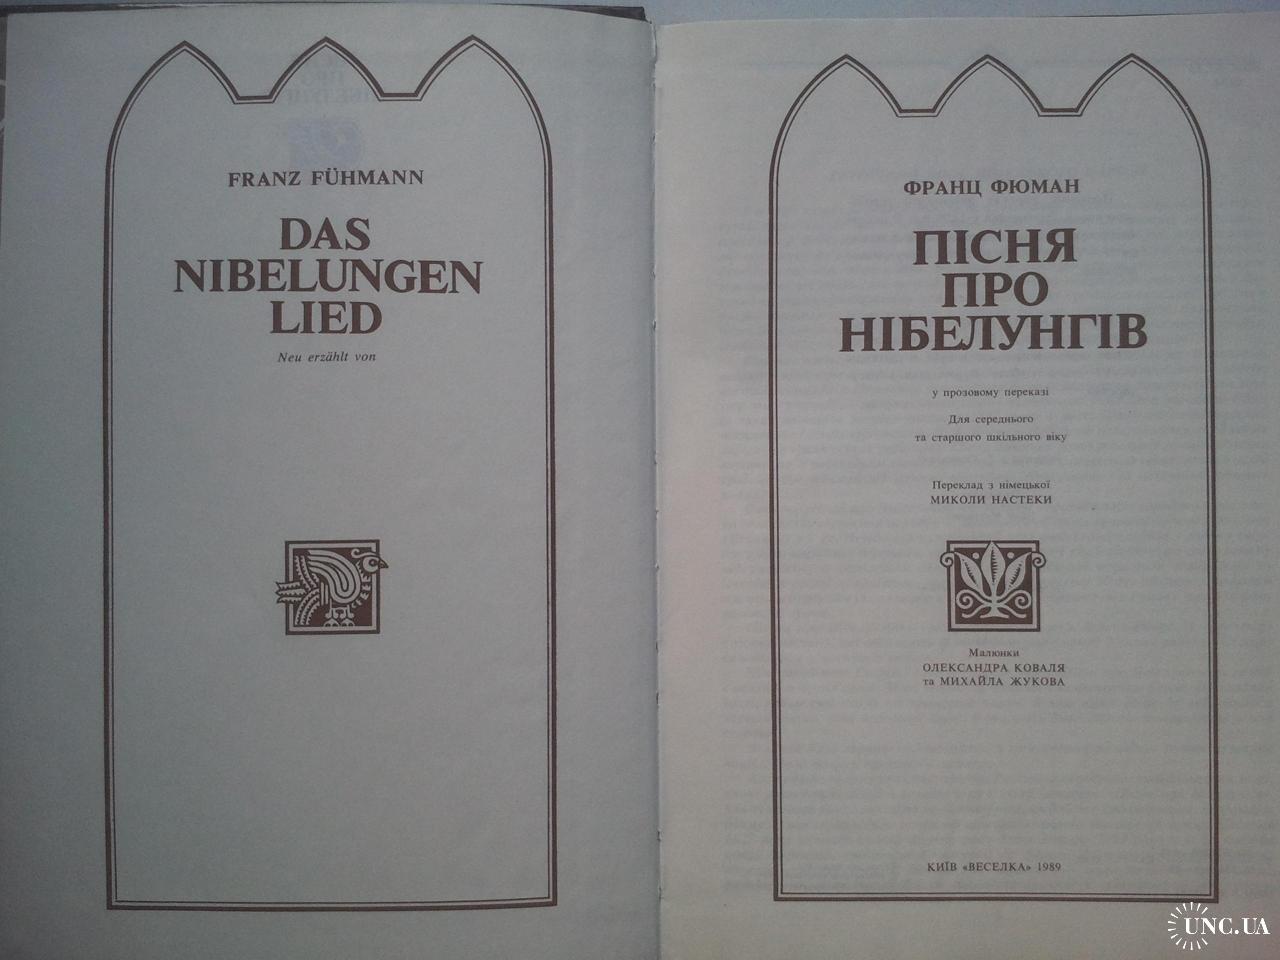 FRANZ FÜHMANN
DAS
NIBELUNGEN
LIED
Neu erzählt von
ФРАНЦ ФЮМАН
ПІСНЯ
ПРО
НІБЕЛУНГІВ
у прозовому переказі
Для середнього
та старшого шкільного віку
Переклад з німецької
МИКОЛИ НАСТЕКИ
Малюнки
ОЛЕКСАНДРА КОВАЛЯ
та МИХАЙЛА ЖУКОВА
КИЇВ «ВЕСЕЛКА» 1989
UNC.UA